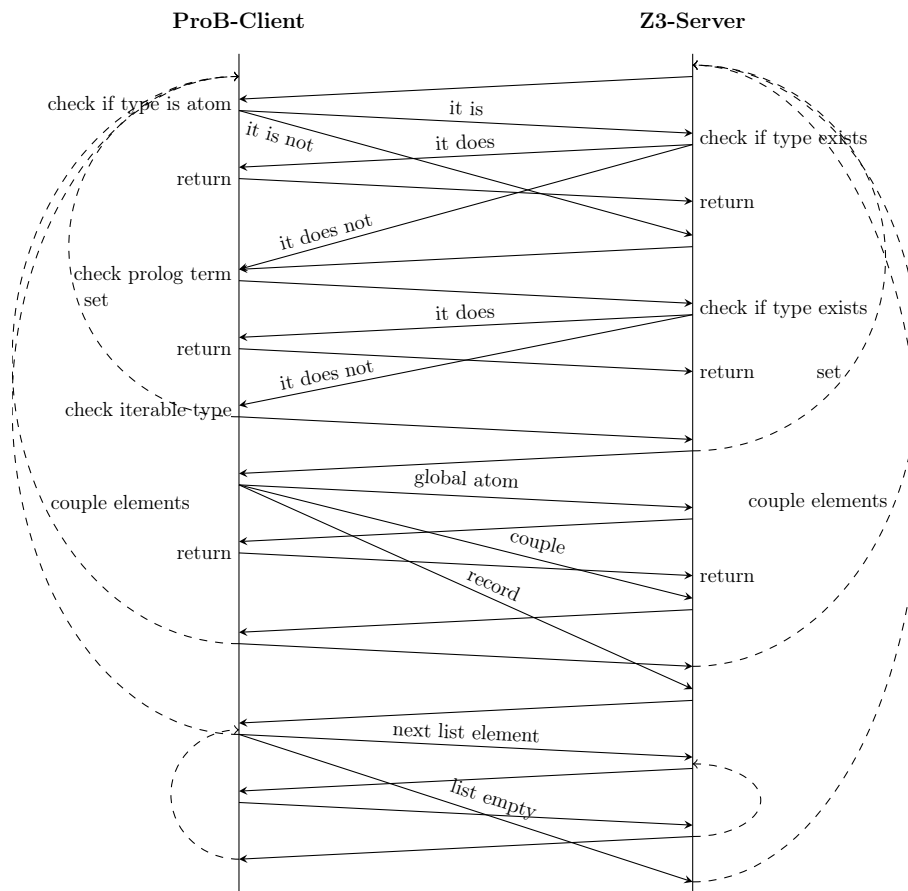 ProB-Client
Z3-Server
check if type is atom
it is
it is not
it does
check if type exists
return
return
it does not
check prolog term
set
it does
check if type exists
return
it does not
return
set
check iterable type
global atom
couple elements
couple elements
couple
return
record
return
next list element
list empty